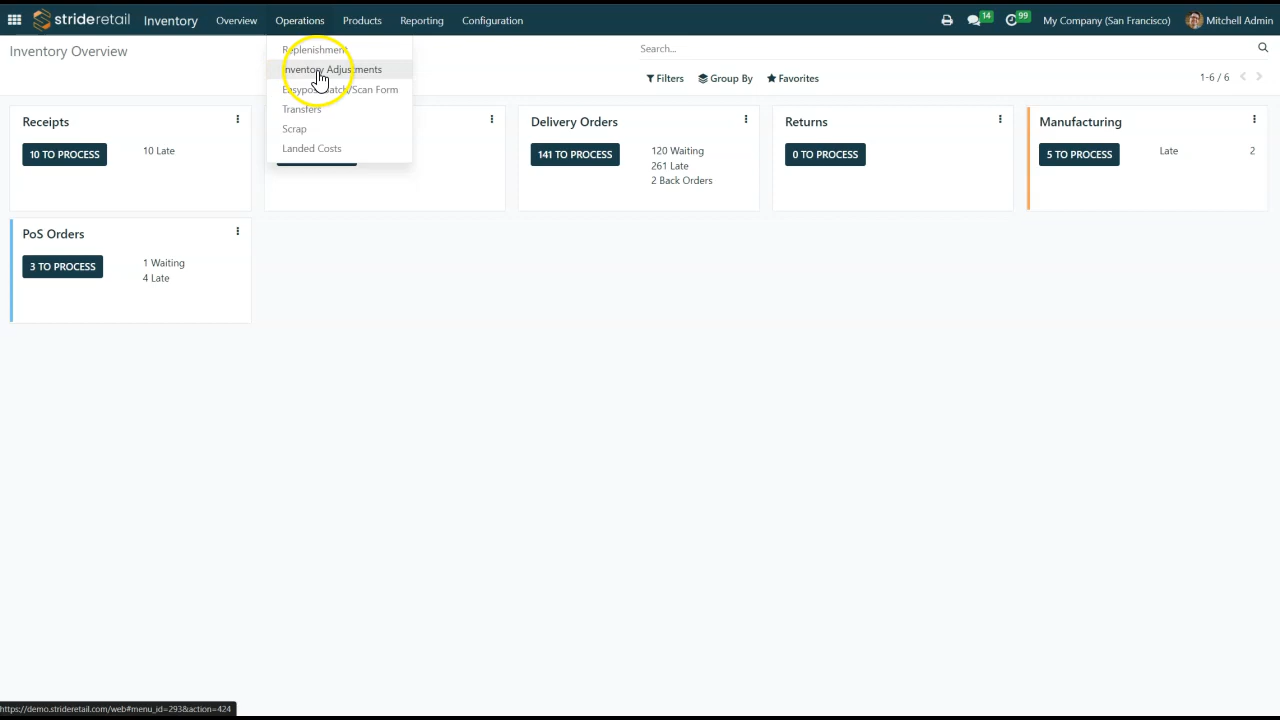 strideretail Inventory Overview Operations Products Reporting Configuration 14 99 My Company (San Francisco) Mitchell Admin
Inventory Overview
Search...
Filters Group By Favorites 1-6 / 6
Replenishment
Inventory Adjustments
Easypost Batch/Scan Form
Transfers
Scrap
Landed Costs
Receipts
10 TO PROCESS
10 Late
Delivery Orders
141 TO PROCESS
120 Waiting
261 Late
2 Back Orders
Returns
0 TO PROCESS
Manufacturing
5 TO PROCESS
Late 2
PoS Orders
3 TO PROCESS
1 Waiting
4 Late
https://demo.strideretail.com/web#menu_id=293&action=424